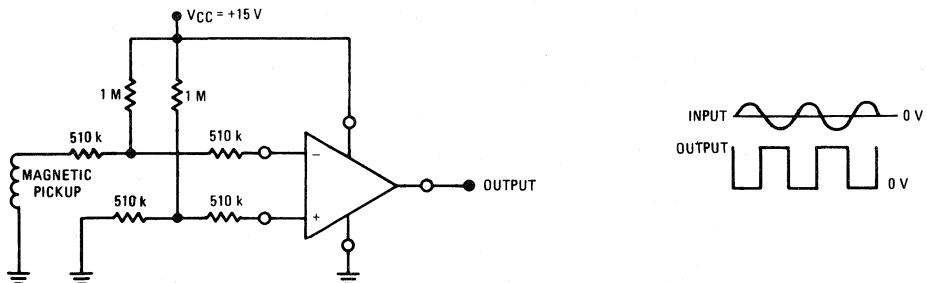 VCC = +15 V
1 M
1 M
510 k
510 k
−
MAGNETIC
PICKUP
510 k
510 k
+
OUTPUT
INPUT
0 V
OUTPUT
0 V